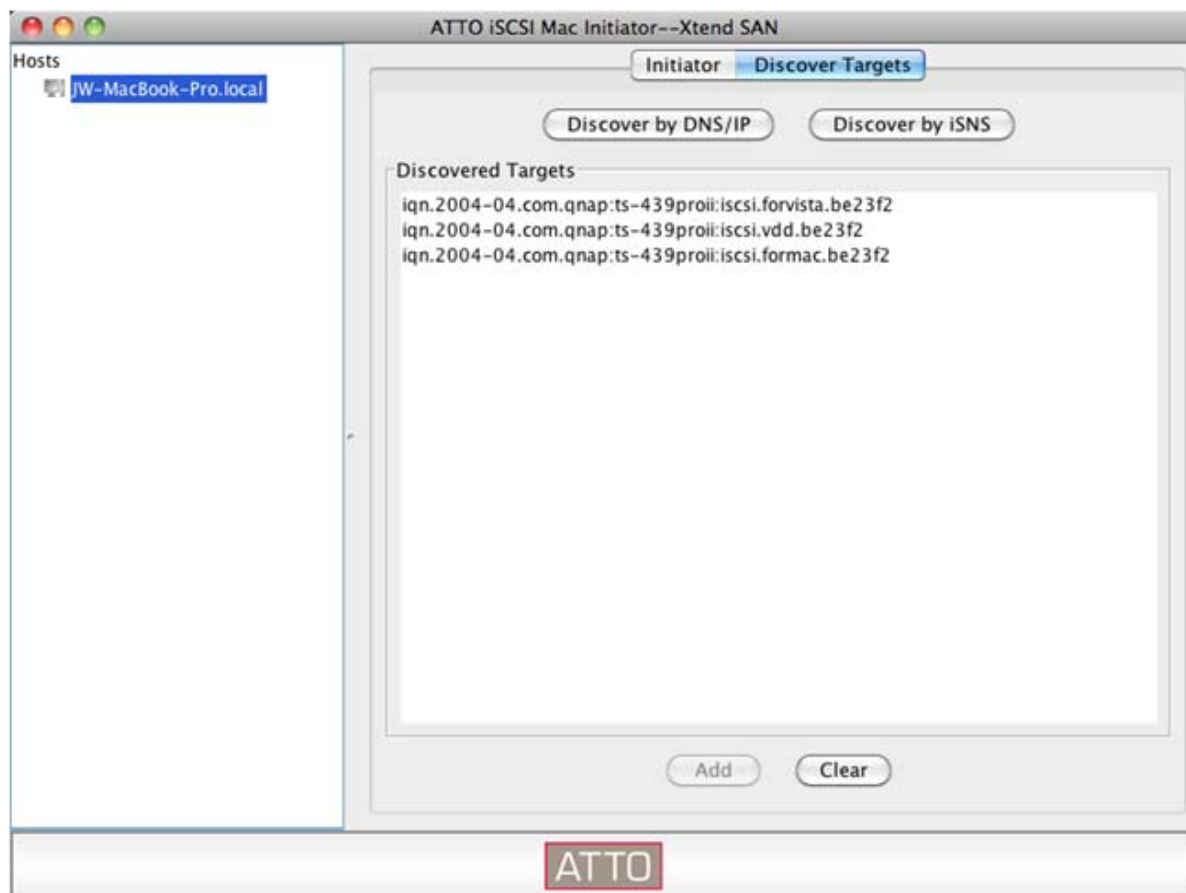 ATTO iSCSI Mac Initiator--Xtend SAN
Hosts
JW-MacBook-Pro.local
Initiator
Discover Targets
Discover by DNS/IP
Discover by iSNS
Discovered Targets
iqn.2004-04.com.qnap:ts-439proii:iscsi.forvista.be23f2
iqn.2004-04.com.qnap:ts-439proii:iscsi.vdd.be23f2
iqn.2004-04.com.qnap:ts-439proii:iscsi.formac.be23f2
Add
Clear
ATTO